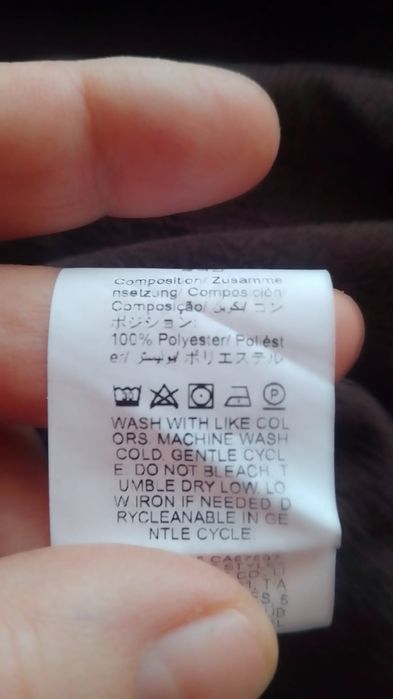 Composition/ Zusamme
nsetzung/ Composición/
Composição/ تكوين/ コン
ポジション:
100% Polyester/ Poliést
er/ بوليستر/ ポリエステル
WASH WITH LIKE COL
ORS. MACHINE WASH
COLD. GENTLE CYCL
E. DO NOT BLEACH. T
UMBLE DRY LOW. LO
W IRON IF NEEDED. D
RYCLEANABLE IN GE
NTLE CYCLE.